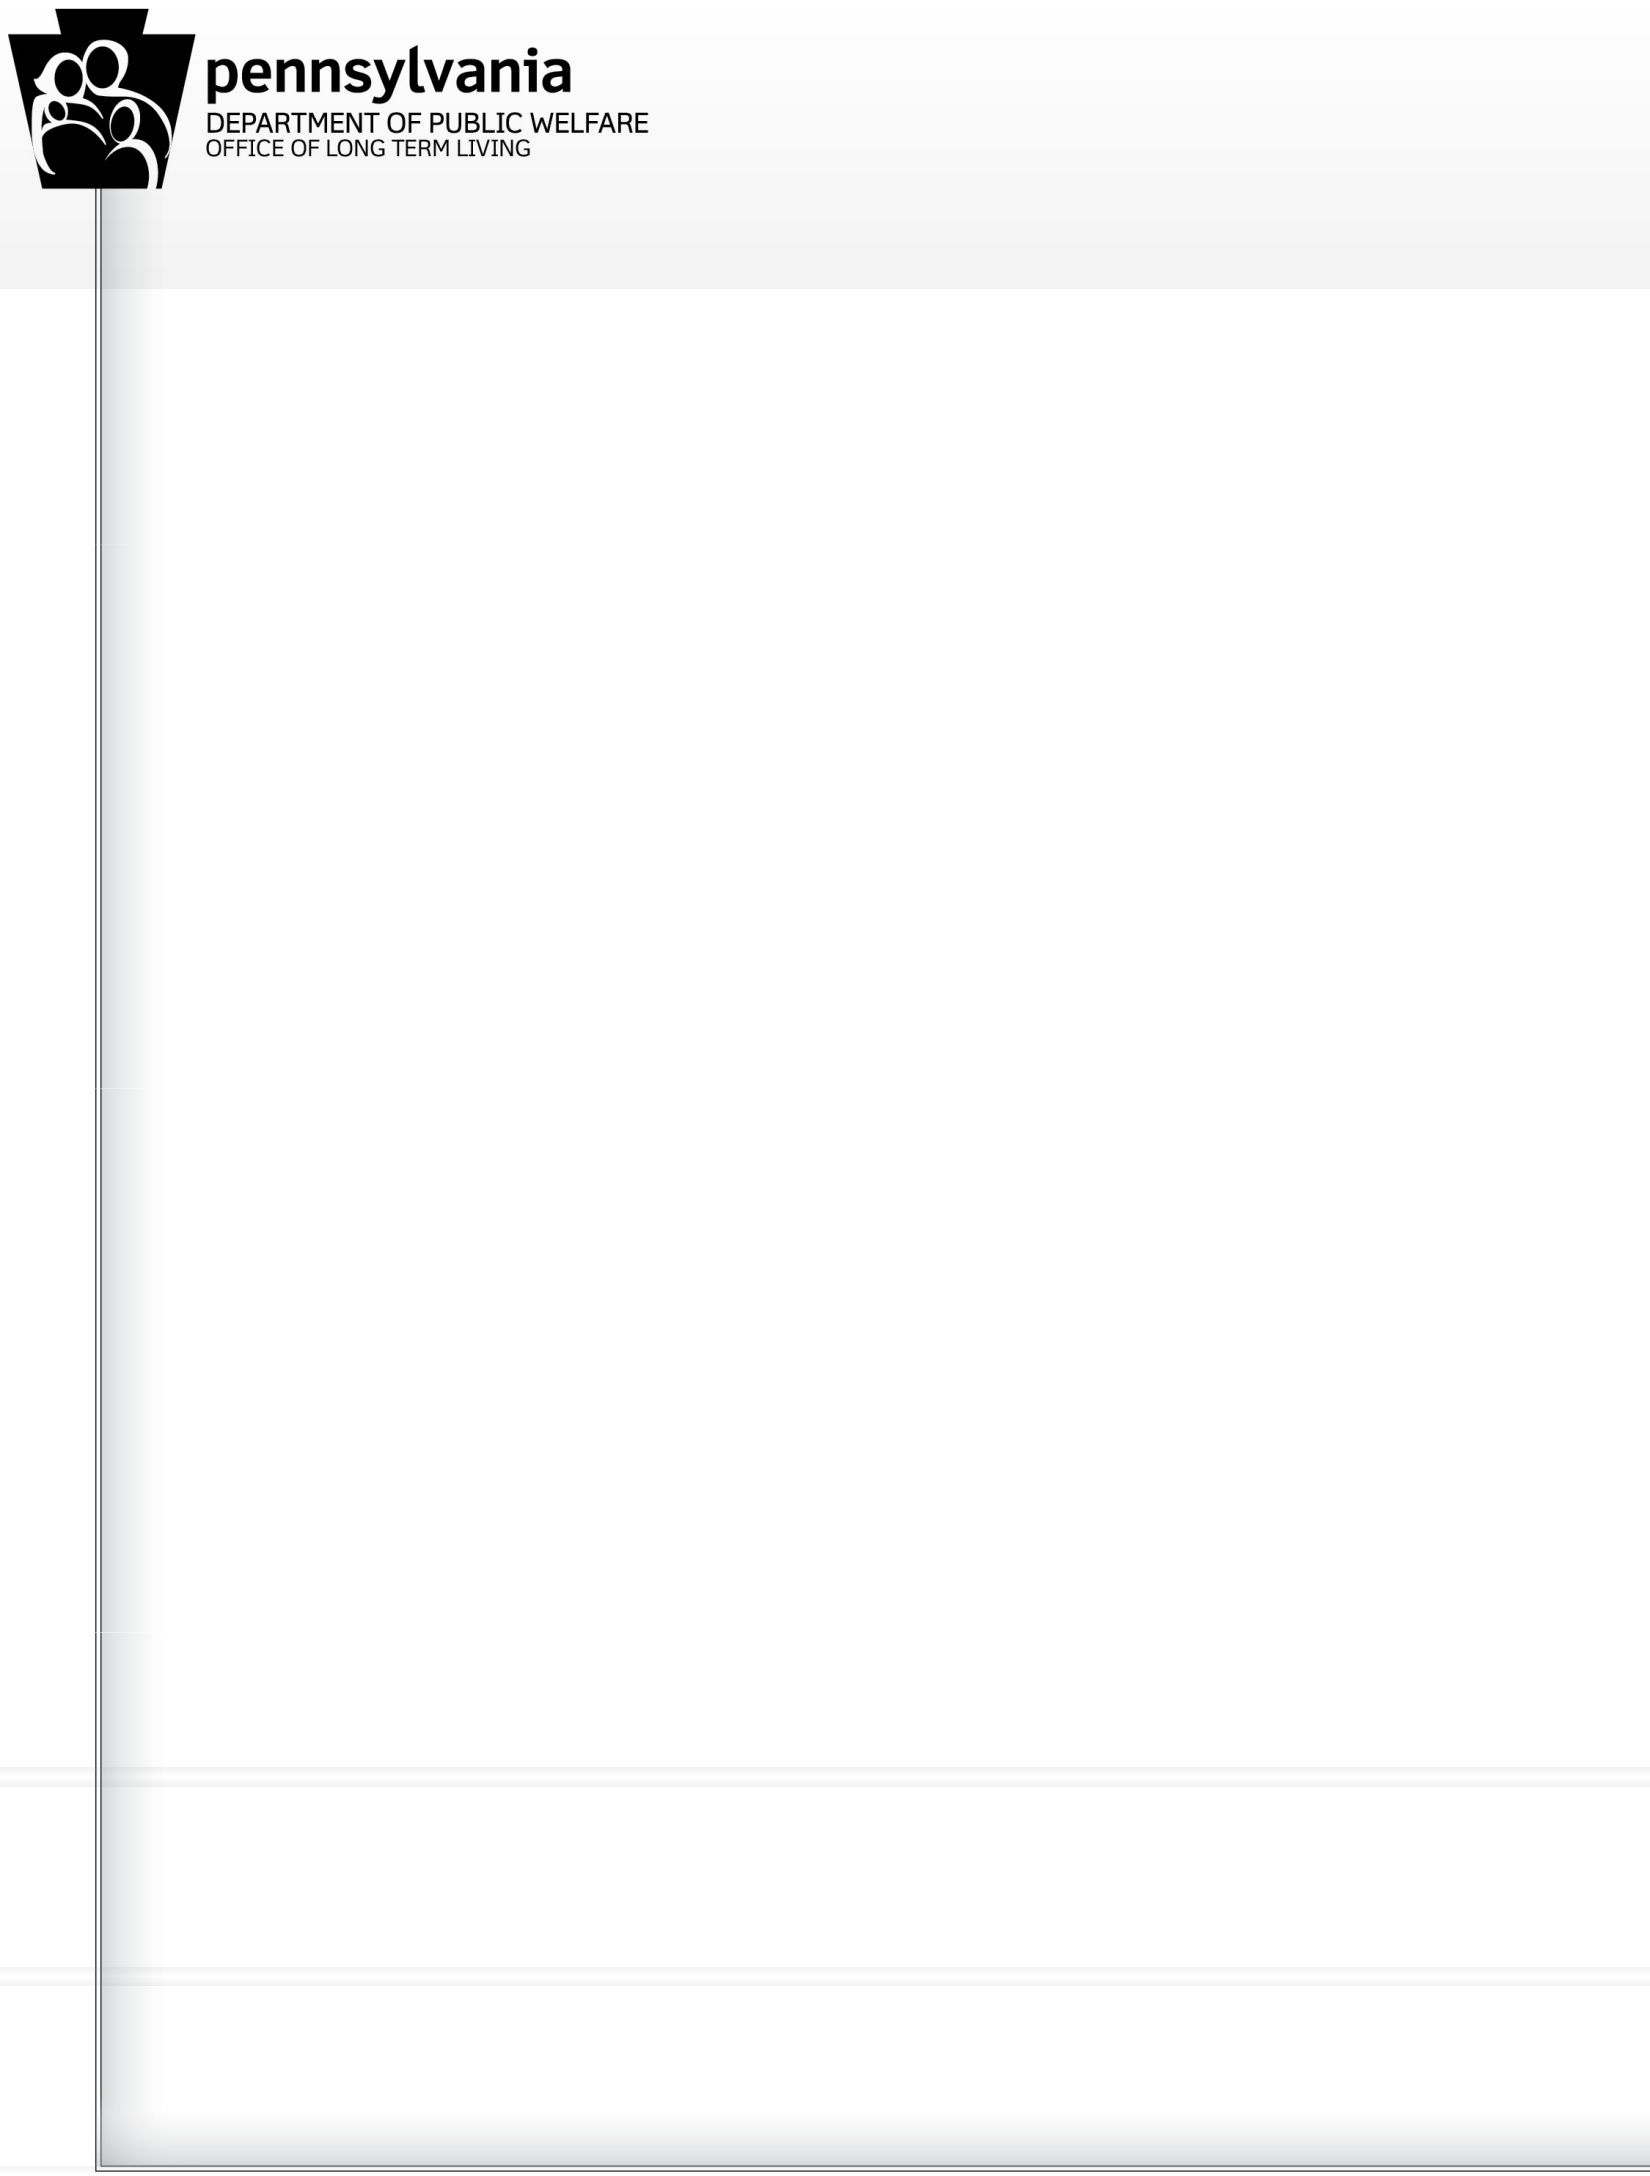 pennsylvania
DEPARTMENT OF PUBLIC WELFARE
OFFICE OF LONG TERM LIVING